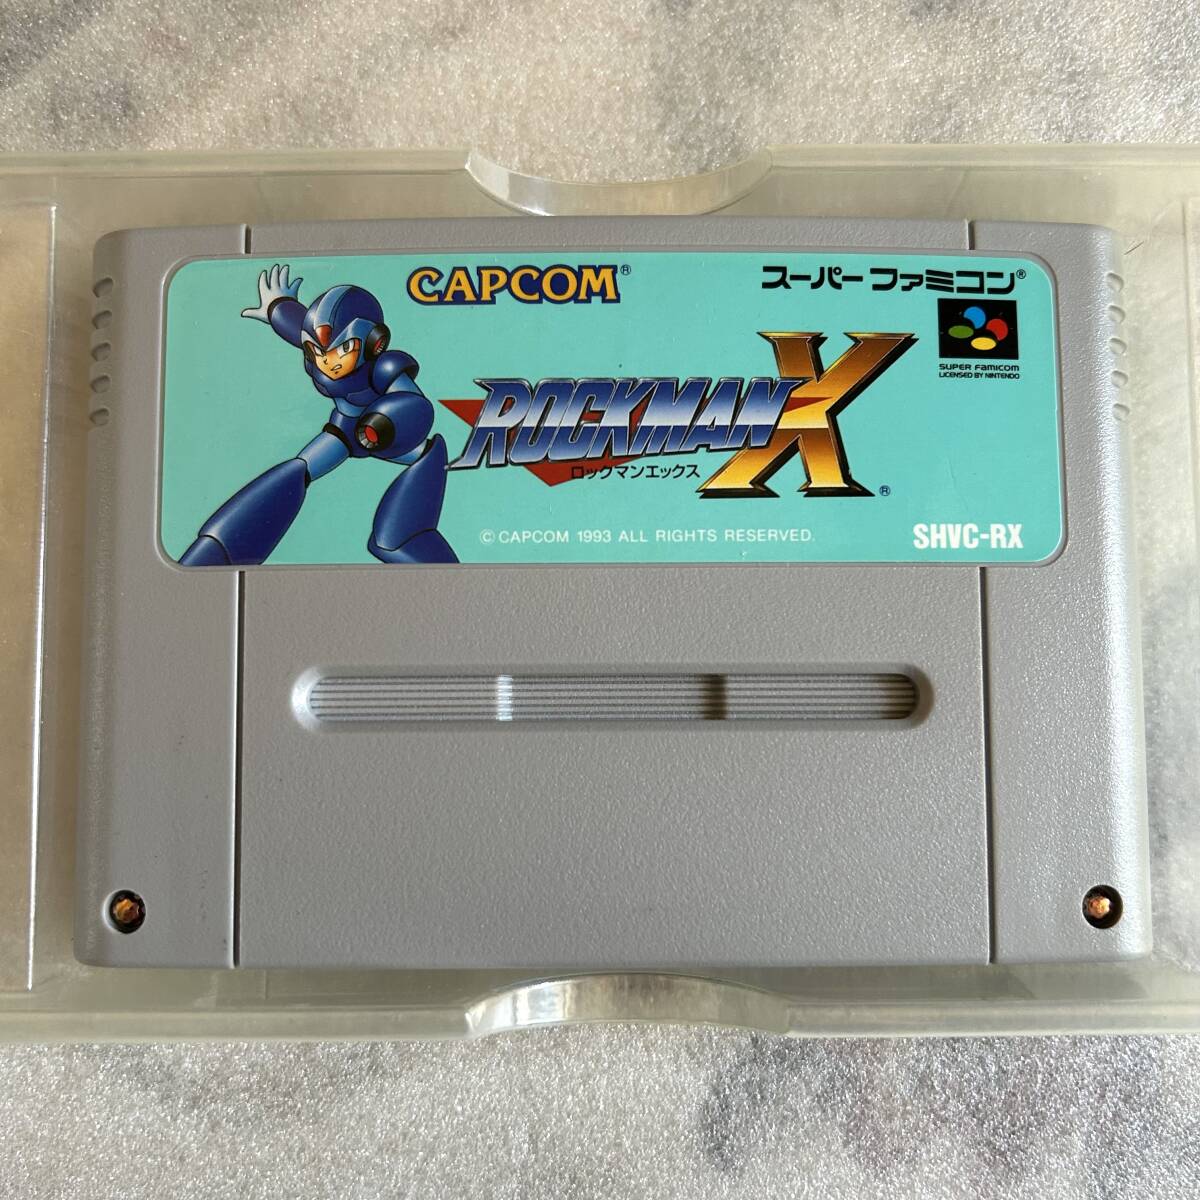 CAPCOM®
スーパーファミコン®
SUPER FAMICOM
LICENSED BY NINTENDO
ROCKMAN X®
ロックマンエックス
© CAPCOM 1993 ALL RIGHTS RESERVED.
SHVC-RX